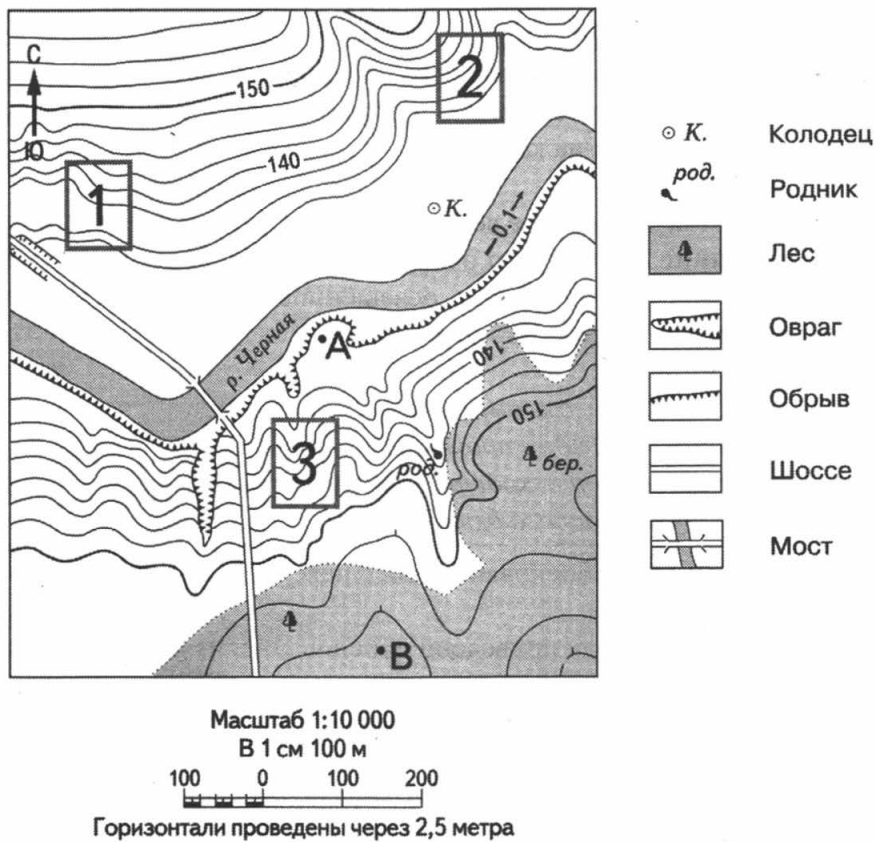 С
Ю
150
2
140
1
К.
0.1
р. Черная
А
140
150
3
род.
бер.
В
К. Колодец
род. Родник
Лес
Овраг
Обрыв
Шоссе
Мост
Масштаб 1:10 000
В 1 см 100 м
100 0 100 200
Горизонтали проведены через 2,5 метра